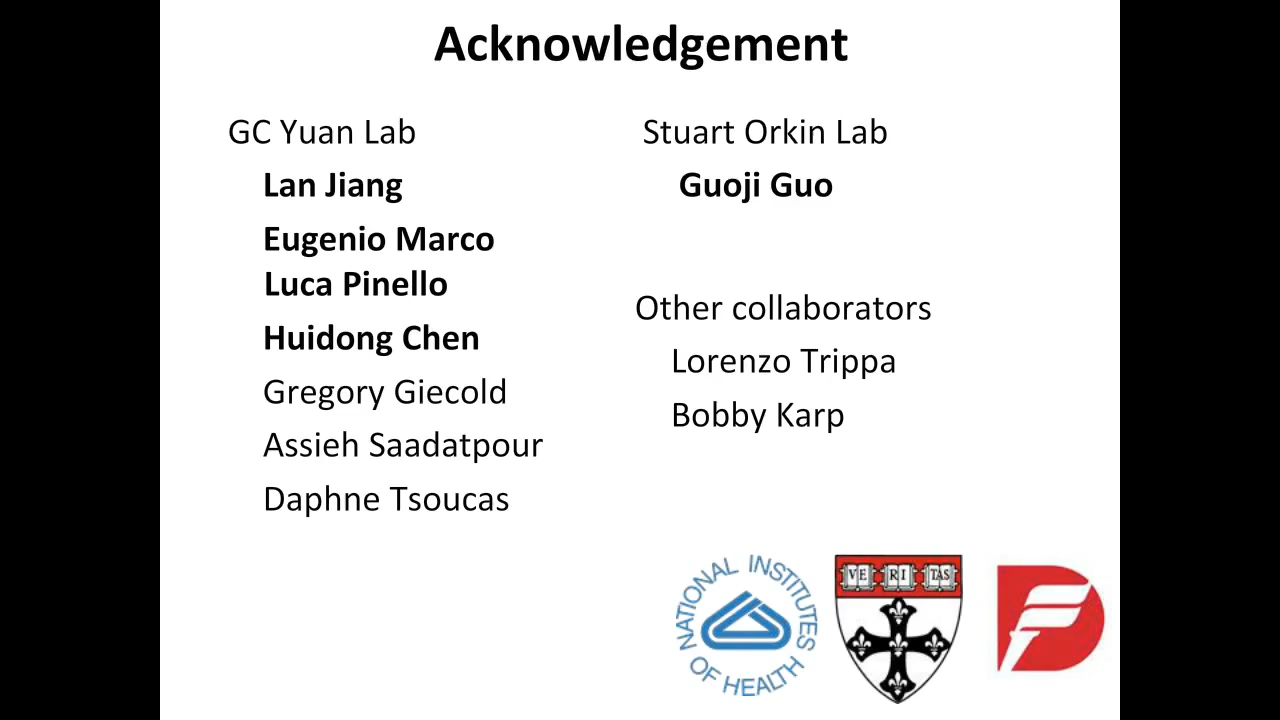 Acknowledgement
GC Yuan Lab
Lan Jiang
Eugenio Marco
Luca Pinello
Huidong Chen
Gregory Giecold
Assieh Saadatpour
Daphne Tsoucas
Stuart Orkin Lab
Guoji Guo
Other collaborators
Lorenzo Trippa
Bobby Karp
NATIONAL INSTITUTES OF HEALTH
VE RI TAS